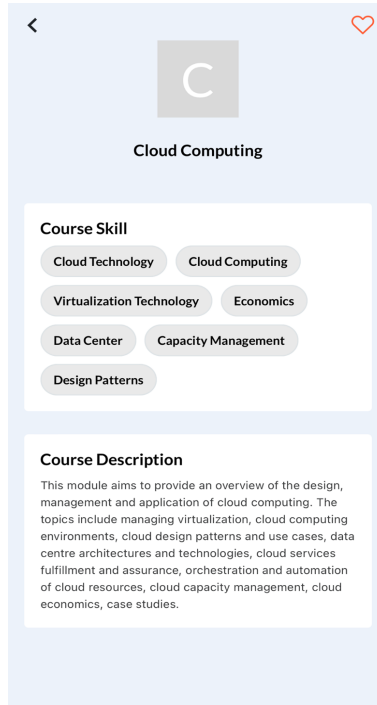 C
Cloud Computing
Course Skill
Cloud Technology Cloud Computing
Virtualization Technology Economics
Data Center Capacity Management
Design Patterns
Course Description
This module aims to provide an overview of the design,
management and application of cloud computing. The
topics include managing virtualization, cloud computing
environments, cloud design patterns and use cases, data
centre architectures and technologies, cloud services
fulfillment and assurance, orchestration and automation
of cloud resources, cloud capacity management, cloud
economics, case studies.